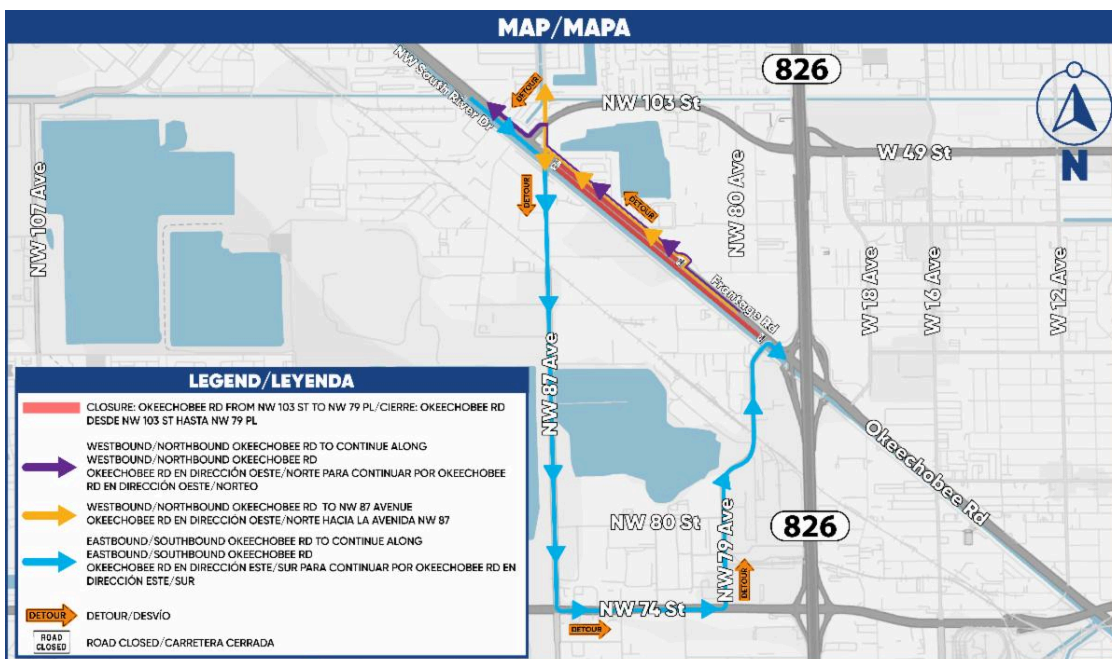 MAP/MAPA
826
NW South River Dr
DETOUR
NW 103 St
W 49 St
N
NW 107 Ave
DETOUR
DETOUR
NW 80 Ave
Frontage Rd
W 18 Ave
W 16 Ave
W 12 Ave
NW 87 Ave
Okeechobee Rd
NW 80 St
826
NW 79 Ave
DETOUR
NW 74 St
DETOUR
LEGEND/LEYENDA
CLOSURE: OKEECHOBEE RD FROM NW 103 ST TO NW 79 PL/CIERRE: OKEECHOBEE RD
DESDE NW 103 ST HASTA NW 79 PL
WESTBOUND/NORTHBOUND OKEECHOBEE RD TO CONTINUE ALONG
WESTBOUND/NORTHBOUND OKEECHOBEE RD
OKEECHOBEE RD EN DIRECCIÓN OESTE/NORTE PARA CONTINUAR POR OKEECHOBEE
RD EN DIRECCIÓN OESTE/NORTEO
WESTBOUND/NORTHBOUND OKEECHOBEE RD TO NW 87 AVENUE
OKEECHOBEE RD EN DIRECCIÓN OESTE/NORTE HACIA LA AVENIDA NW 87
EASTBOUND/SOUTHBOUND OKEECHOBEE RD TO CONTINUE ALONG
EASTBOUND/SOUTHBOUND OKEECHOBEE RD
OKEECHOBEE RD EN DIRECCIÓN ESTE/SUR PARA CONTINUAR POR OKEECHOBEE RD EN
DIRECCIÓN ESTE/SUR
DETOUR DETOUR/DESVÍO
ROAD CLOSED ROAD CLOSED/CARRETERA CERRADA